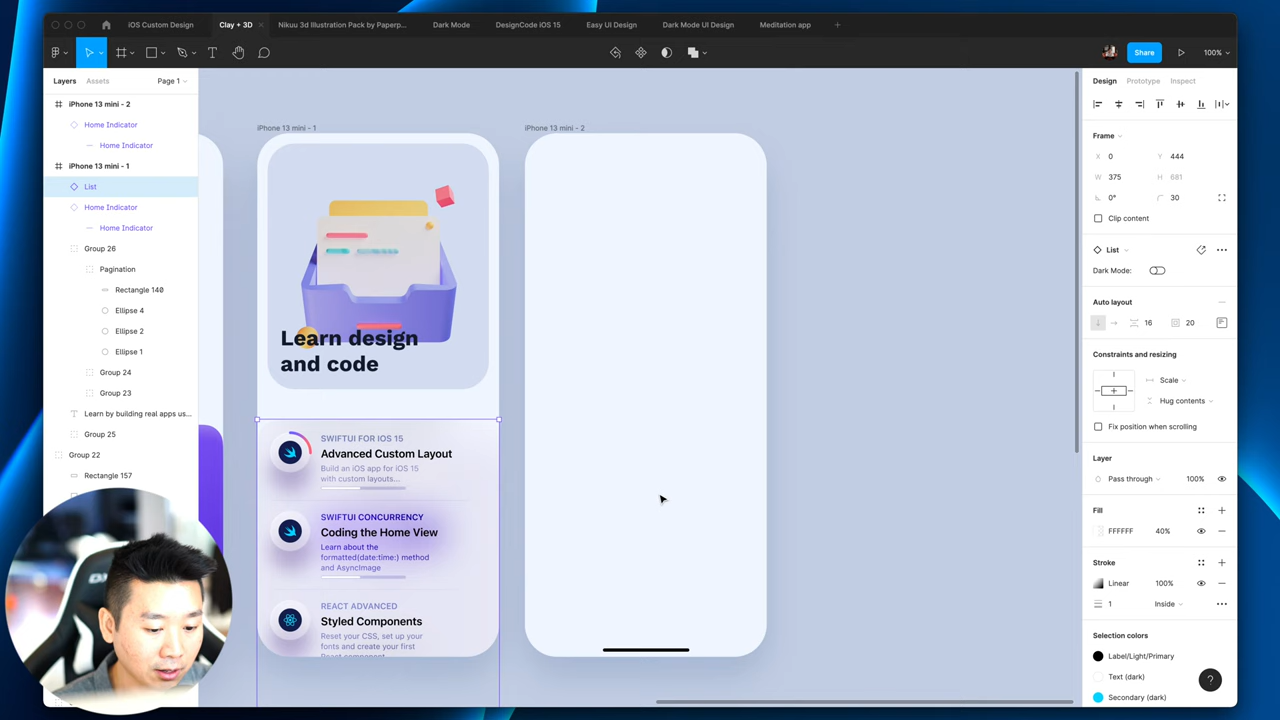 iOS Custom Design
Clay + 3D
Nikuu 3d Illustration Pack by Paperp...
Dark Mode
DesignCode iOS 15
Easy UI Design
Dark Mode UI Design
Meditation app
Share
100%
Layers
Assets
Page 1
iPhone 13 mini - 2
Home Indicator
Home Indicator
iPhone 13 mini - 1
List
Home Indicator
Home Indicator
Group 26
Pagination
Rectangle 140
Ellipse 4
Ellipse 2
Ellipse 1
Group 24
Group 23
Learn by building real apps us...
Group 25
Group 22
Rectangle 157
iPhone 13 mini - 1
Learn design
and code
SWIFTUI FOR IOS 15
Advanced Custom Layout
Build an iOS app for iOS 15
with custom layouts...
SWIFTUI CONCURRENCY
Coding the Home View
Learn about the
formatted(date:time:) method
and AsyncImage
REACT ADVANCED
Styled Components
Reset your CSS, set up your
fonts and create your first
React component
iPhone 13 mini - 2
Design
Prototype
Inspect
Frame
X 0
Y 444
W 375
H 681
0°
30
Clip content
List
Dark Mode:
Auto layout
16
20
Constraints and resizing
Scale
Hug contents
Fix position when scrolling
Layer
Pass through
100%
Fill
FFFFFF
40%
Stroke
Linear
100%
1
Inside
Selection colors
Label/Light/Primary
Text (dark)
Secondary (dark)
?